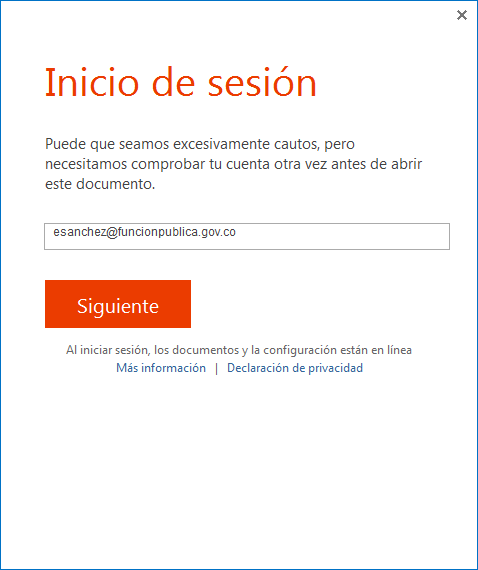 Inicio de sesión
Puede que seamos excesivamente cautos, pero
necesitamos comprobar tu cuenta otra vez antes de abrir
este documento.
esanchez@funcionpublica.gov.co
Siguiente
Al iniciar sesión, los documentos y la configuración están en línea
Más información | Declaración de privacidad